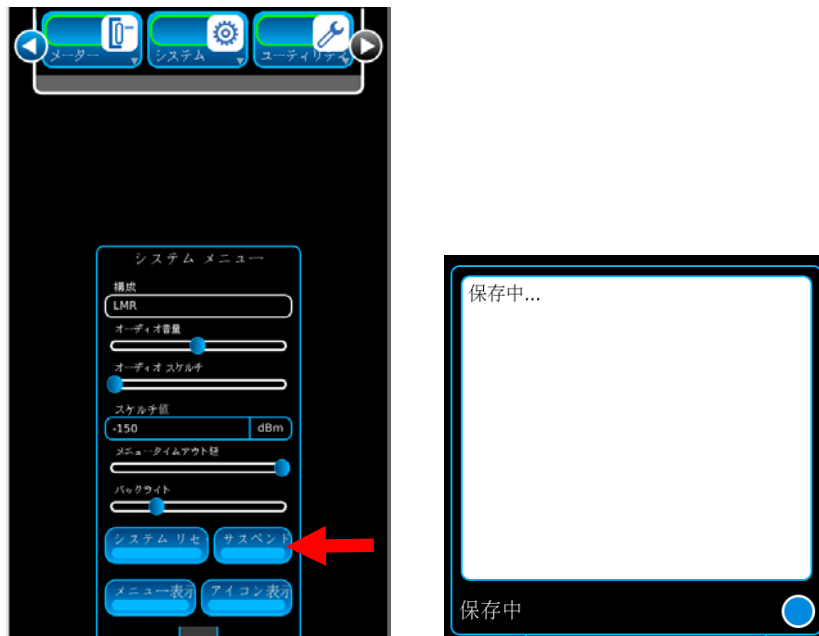 メーター
システム
ユーティリティ
システム メニュー
構成
LMR
オーディオ音量
オーディオ スケルチ
スケルチ値
-150 dBm
メニュータイムアウト延
バックライト
システム リセ
サスペンド
メニュー表示
アイコン表示
保存中...
保存中